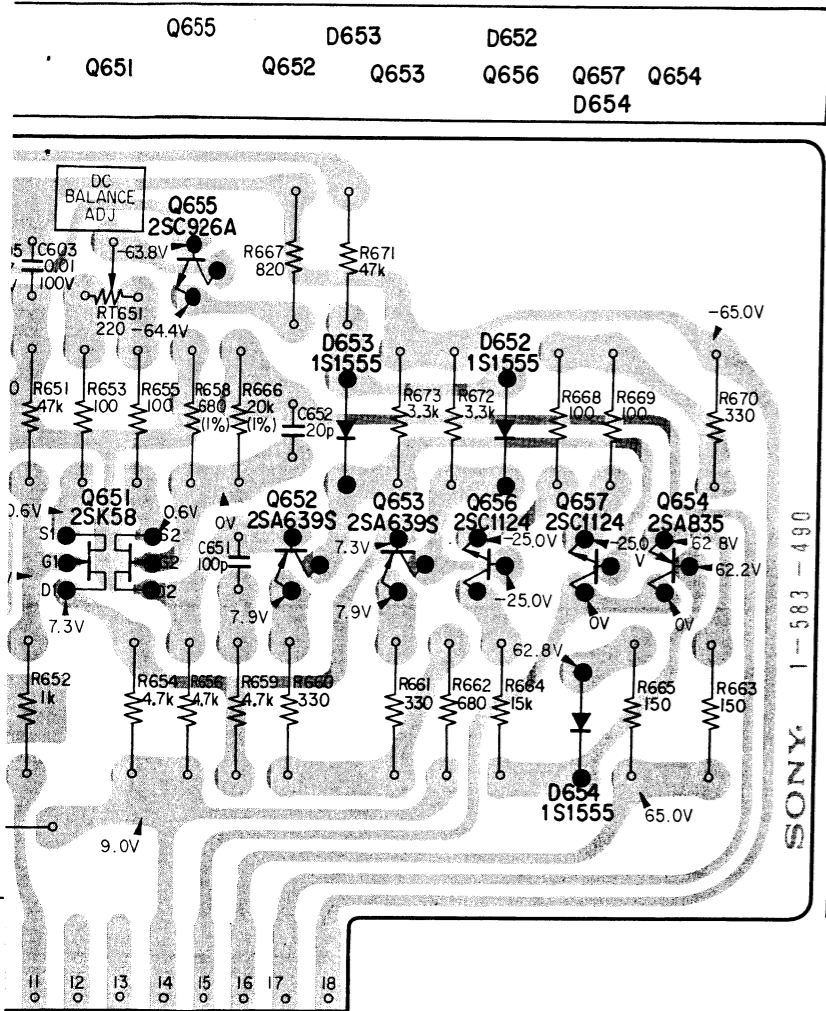 Q655 D653 D652
Q651 Q652 Q653 Q656 Q657 Q654
D654
DC
BALANCE
ADJ
Q655
2SC926A
C603
0.01
100V
-63.8V
R667
820
R671
47k
RT651
220
-64.4V
-65.0V
D653
1S1555
D652
1S1555
R651
47k
R653
100
R655
100
R658
680
(1%)
R666
20k
(1%)
C652
20p
R673
3.3k
R672
3.3k
R668
100
R669
100
R670
330
0.6V
Q651
2SK58
0.6V
0V
Q652
2SA639S
Q653
2SA639S
Q656
2SC1124
Q657
2SC1124
Q654
2SA835
S1
S2
G1
G2
D1
D2
C651
100p
7.3V
-25.0V
-25.0V
62.8V
62.2V
7.3V
7.9V
7.9V
-25.0V
0V
0V
62.8V
R652
1k
R654
4.7k
R656
4.7k
R659
4.7k
R660
330
R661
330
R662
680
R664
15k
R665
150
R663
150
D654
1S1555
65.0V
9.0V
SONY. 1-583-490
11 12 13 14 15 16 17 18